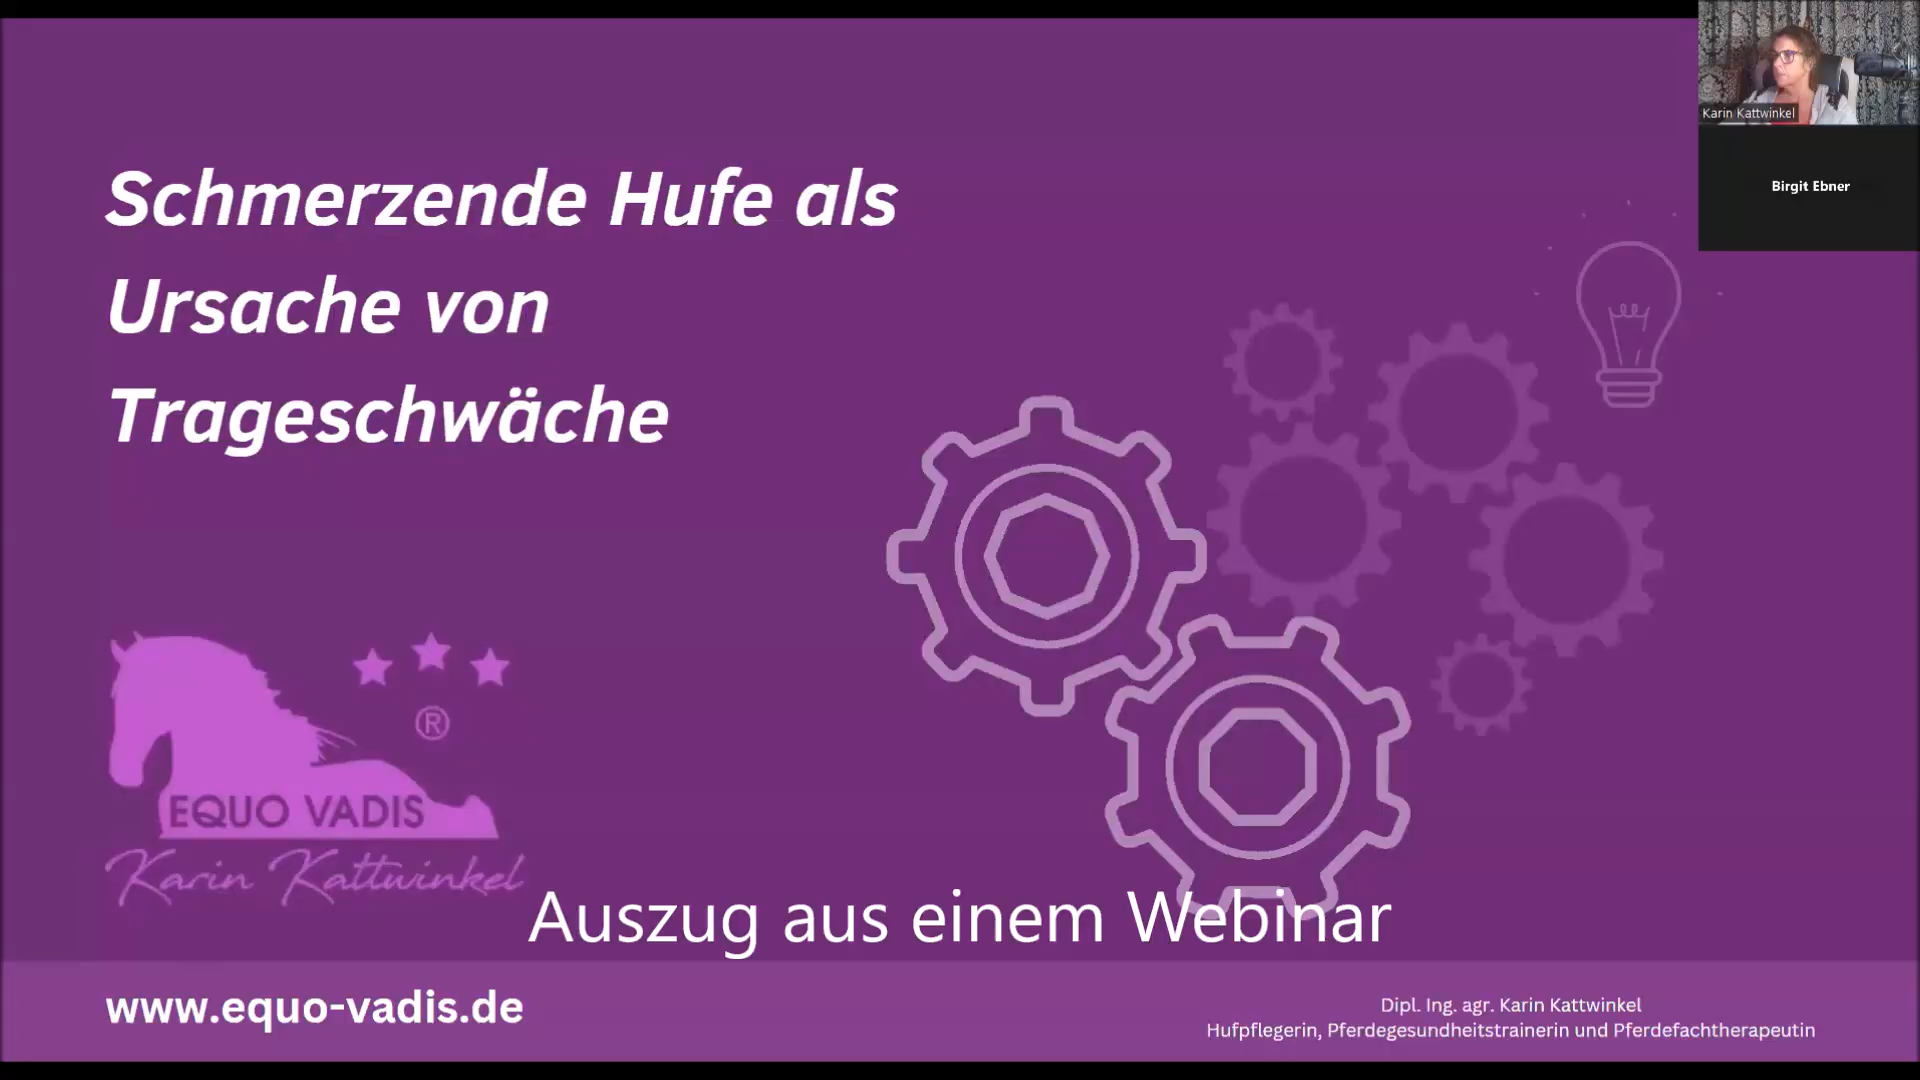 Schmerzende Hufe als
Ursache von
Trageschwäche
Karin Kattwinkel
Birgit Ebner
®
EQUO VADIS
Karin Kattwinkel
Auszug aus einem Webinar
www.equo-vadis.de
Dipl. Ing. agr. Karin Kattwinkel
Hufpflegerin, Pferdegesundheitstrainerin und Pferdefachtherapeutin